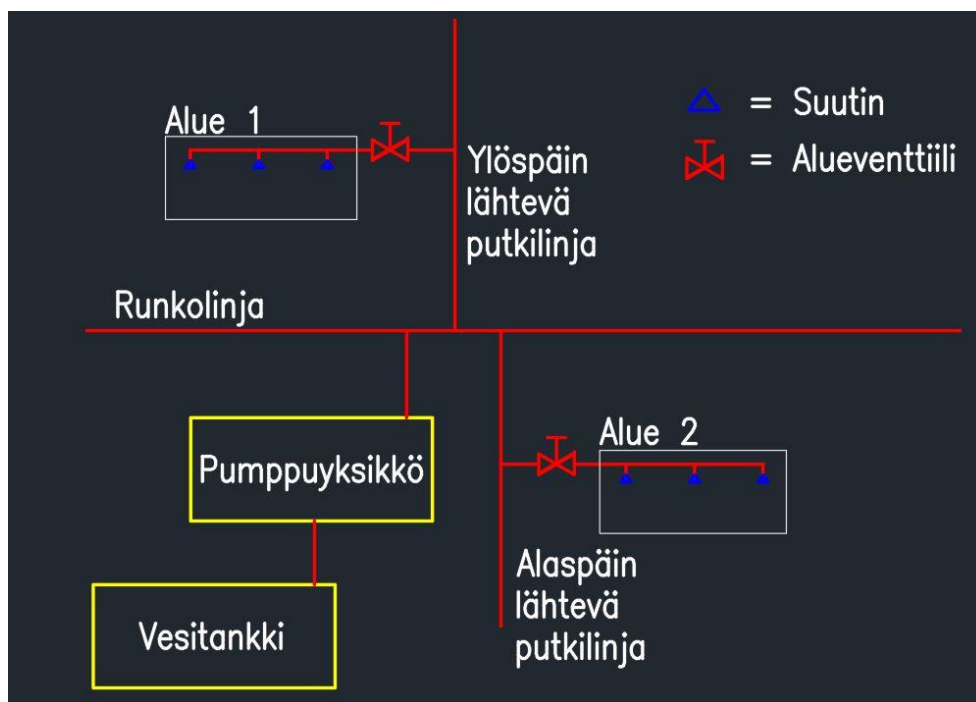 Alue 1
= Suutin
= Alueventtiili
Ylöspäin
lähtevä
putkilinja
Runkolinja
Pumppuyksikkö
Alue 2
Vesitankki
Alaspäin
lähtevä
putkilinja